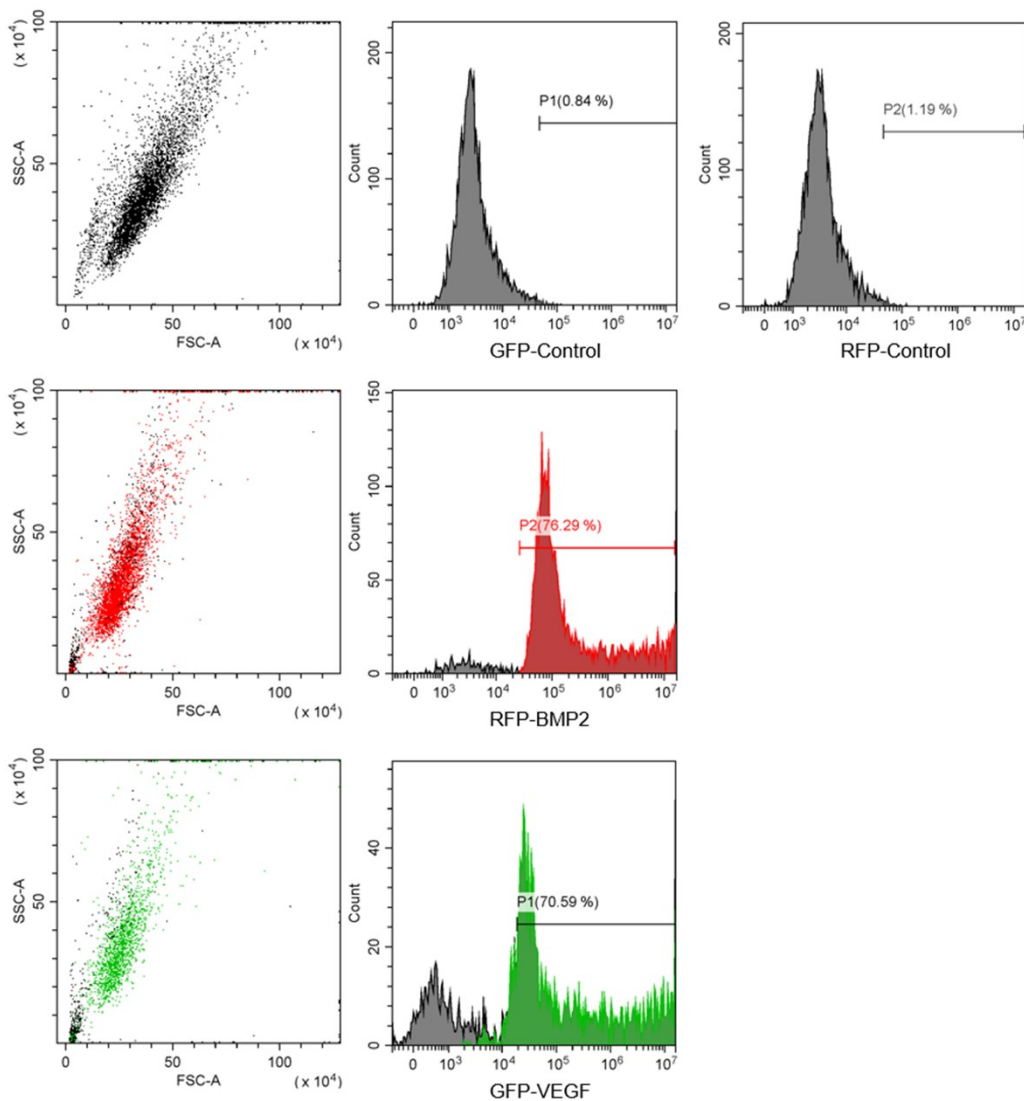 100
50
SSC-A
(x 10⁴)
0 50 100
FSC-A (x 10⁴)
200
100
0
Count
P1(0.84 %)
0 10³ 10⁴ 10⁵ 10⁶ 10⁷
GFP-Control
200
100
0
Count
P2(1.19 %)
0 10³ 10⁴ 10⁵ 10⁶ 10⁷
RFP-Control
100
50
SSC-A
(x 10⁴)
0 50 100
FSC-A (x 10⁴)
150
100
50
0
Count
P2(76.29 %)
0 10³ 10⁴ 10⁵ 10⁶ 10⁷
RFP-BMP2
100
50
SSC-A
(x 10⁴)
0 50 100
FSC-A (x 10⁴)
40
20
0
Count
P1(70.59 %)
0 10³ 10⁴ 10⁵ 10⁶ 10⁷
GFP-VEGF